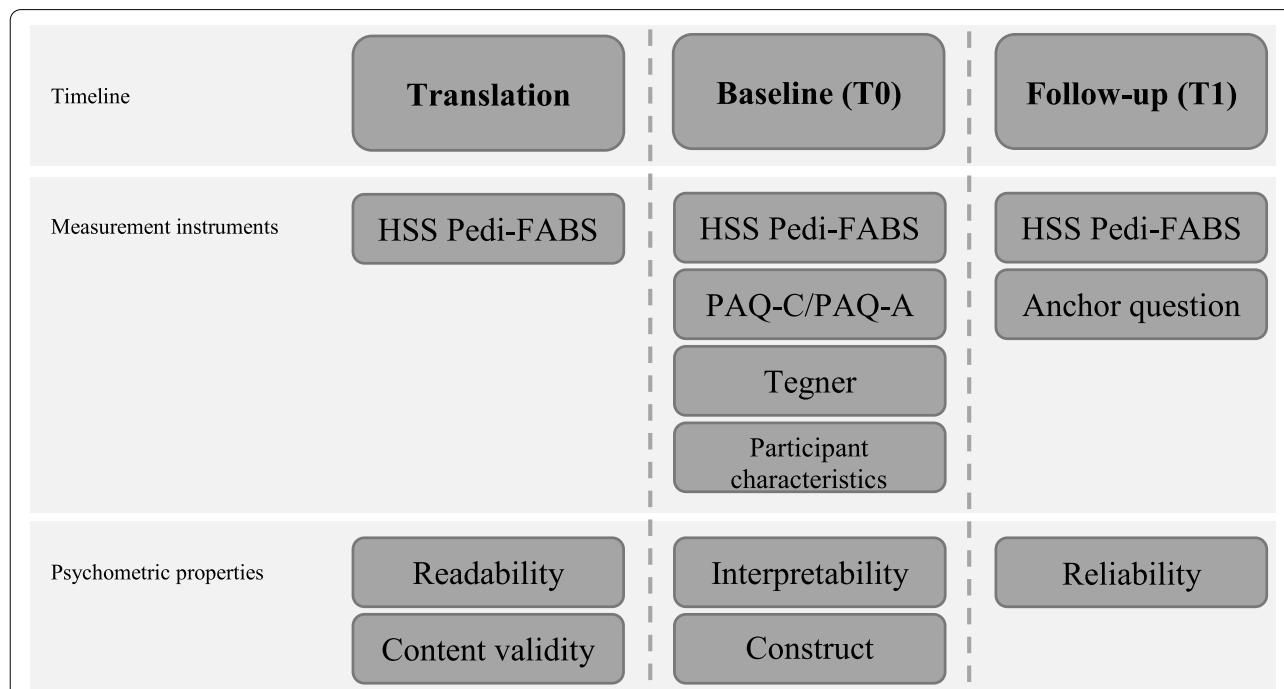 Timeline
Translation
Baseline (T0)
Follow-up (T1)
Measurement instruments
HSS Pedi-FABS
HSS Pedi-FABS
HSS Pedi-FABS
PAQ-C/PAQ-A
Anchor question
Tegner
Participant
characteristics
Psychometric properties
Readability
Interpretability
Reliability
Content validity
Construct